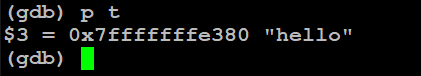 (gdb) p t
$3 = 0x7fffffffe380 "hello"
(gdb)